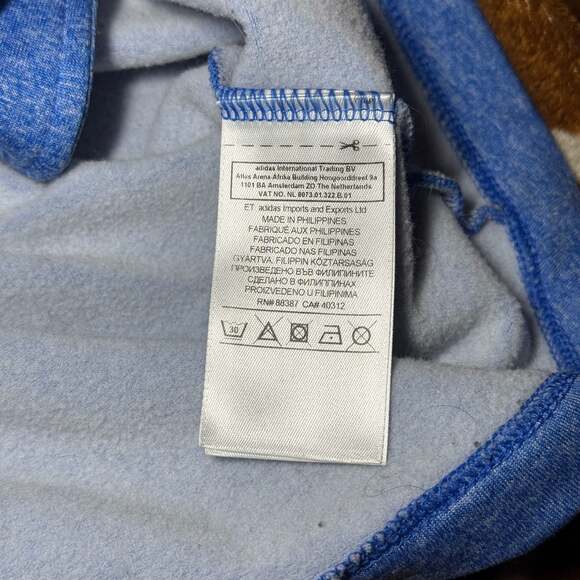 adidas International Trading BV
Atlas Arena-Afrika Building Hoogoorddreef 9a
1101 BA Amsterdam ZO The Netherlands
VAT NO. NL 8073.01.322.B.01
ET. adidas Imports and Exports Ltd
MADE IN PHILIPPINES
FABRIQUÉ AUX PHILIPPINES
FABRICADO EN FILIPINAS
FABRICADO NAS FILIPINAS
GYÁRTVA. FILIPPIN KÖZTARSASÁG
ПРОИЗВЕДЕНО ВЪВ ФИЛИПИНИТЕ
СДЕЛАНО В ФИЛИППИНАХ
PROIZVEDENO U FILIPINIMA
RN# 88387 CA# 40312
30